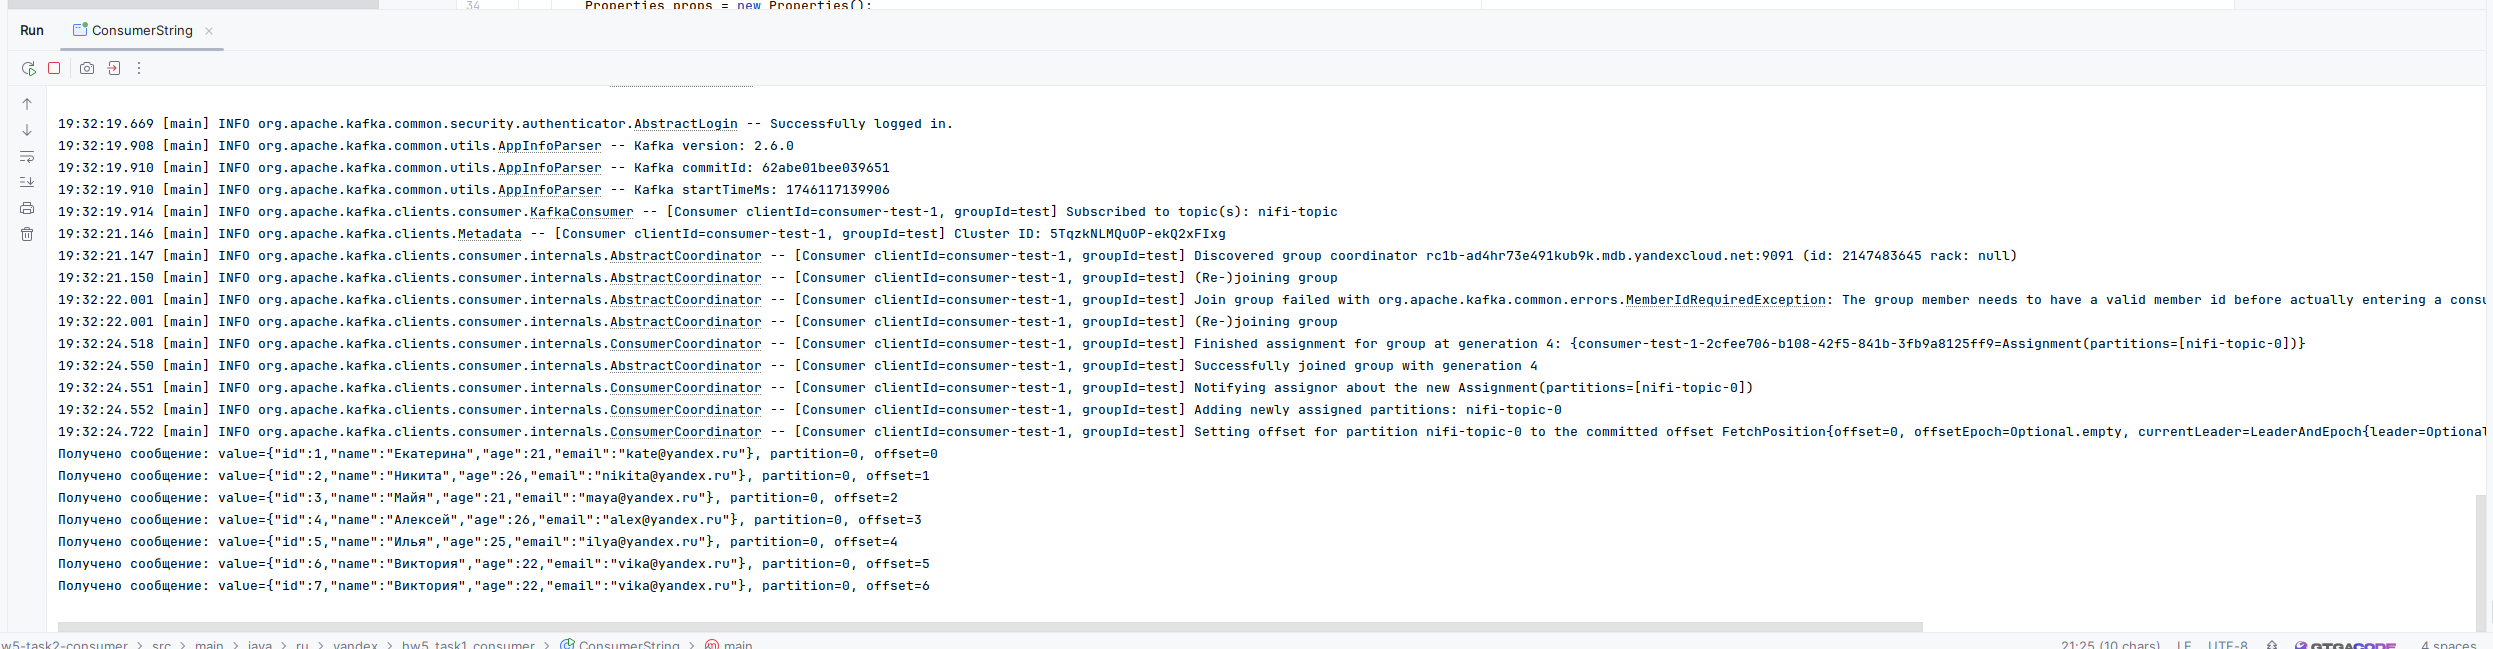 34 Properties props = new Properties();
Run ConsumerString
19:32:19.669 [main] INFO org.apache.kafka.common.security.authenticator.AbstractLogin -- Successfully logged in.
19:32:19.908 [main] INFO org.apache.kafka.common.utils.AppInfoParser -- Kafka version: 2.6.0
19:32:19.910 [main] INFO org.apache.kafka.common.utils.AppInfoParser -- Kafka commitId: 62abe01bee039651
19:32:19.910 [main] INFO org.apache.kafka.common.utils.AppInfoParser -- Kafka startTimeMs: 1746117139906
19:32:19.914 [main] INFO org.apache.kafka.clients.consumer.KafkaConsumer -- [Consumer clientId=consumer-test-1, groupId=test] Subscribed to topic(s): nifi-topic
19:32:21.146 [main] INFO org.apache.kafka.clients.Metadata -- [Consumer clientId=consumer-test-1, groupId=test] Cluster ID: 5TqzkNLMQuOP-ekQ2xFIxg
19:32:21.147 [main] INFO org.apache.kafka.clients.consumer.internals.AbstractCoordinator -- [Consumer clientId=consumer-test-1, groupId=test] Discovered group coordinator rc1b-ad4hr73e491kub9k.mdb.yandexcloud.net:9091 (id: 2147483645 rack: null)
19:32:21.150 [main] INFO org.apache.kafka.clients.consumer.internals.AbstractCoordinator -- [Consumer clientId=consumer-test-1, groupId=test] (Re-)joining group
19:32:22.001 [main] INFO org.apache.kafka.clients.consumer.internals.AbstractCoordinator -- [Consumer clientId=consumer-test-1, groupId=test] Join group failed with org.apache.kafka.common.errors.MemberIdRequiredException: The group member needs to have a valid member id before actually entering a consu
19:32:22.001 [main] INFO org.apache.kafka.clients.consumer.internals.AbstractCoordinator -- [Consumer clientId=consumer-test-1, groupId=test] (Re-)joining group
19:32:24.518 [main] INFO org.apache.kafka.clients.consumer.internals.ConsumerCoordinator -- [Consumer clientId=consumer-test-1, groupId=test] Finished assignment for group at generation 4: {consumer-test-1-2cfee706-b108-42f5-841b-3fb9a8125ff9=Assignment(partitions=[nifi-topic-0])}
19:32:24.550 [main] INFO org.apache.kafka.clients.consumer.internals.AbstractCoordinator -- [Consumer clientId=consumer-test-1, groupId=test] Successfully joined group with generation 4
19:32:24.551 [main] INFO org.apache.kafka.clients.consumer.internals.ConsumerCoordinator -- [Consumer clientId=consumer-test-1, groupId=test] Notifying assignor about the new Assignment(partitions=[nifi-topic-0])
19:32:24.552 [main] INFO org.apache.kafka.clients.consumer.internals.ConsumerCoordinator -- [Consumer clientId=consumer-test-1, groupId=test] Adding newly assigned partitions: nifi-topic-0
19:32:24.722 [main] INFO org.apache.kafka.clients.consumer.internals.ConsumerCoordinator -- [Consumer clientId=consumer-test-1, groupId=test] Setting offset for partition nifi-topic-0 to the committed offset FetchPosition{offset=0, offsetEpoch=Optional.empty, currentLeader=LeaderAndEpoch{leader=Optional
Получено сообщение: value={"id":1,"name":"Екатерина","age":21,"email":"kate@yandex.ru"}, partition=0, offset=0
Получено сообщение: value={"id":2,"name":"Никита","age":26,"email":"nikita@yandex.ru"}, partition=0, offset=1
Получено сообщение: value={"id":3,"name":"Майя","age":21,"email":"maya@yandex.ru"}, partition=0, offset=2
Получено сообщение: value={"id":4,"name":"Алексей","age":26,"email":"alex@yandex.ru"}, partition=0, offset=3
Получено сообщение: value={"id":5,"name":"Илья","age":25,"email":"ilya@yandex.ru"}, partition=0, offset=4
Получено сообщение: value={"id":6,"name":"Виктория","age":22,"email":"vika@yandex.ru"}, partition=0, offset=5
Получено сообщение: value={"id":7,"name":"Виктория","age":22,"email":"vika@yandex.ru"}, partition=0, offset=6
w5-task2-consumer > src > main > java > ru > yandex > hw5_task1_consumer > ConsumerString > main 21:25 (10 chars) LF UTF-8 GIGACODE 4 spaces